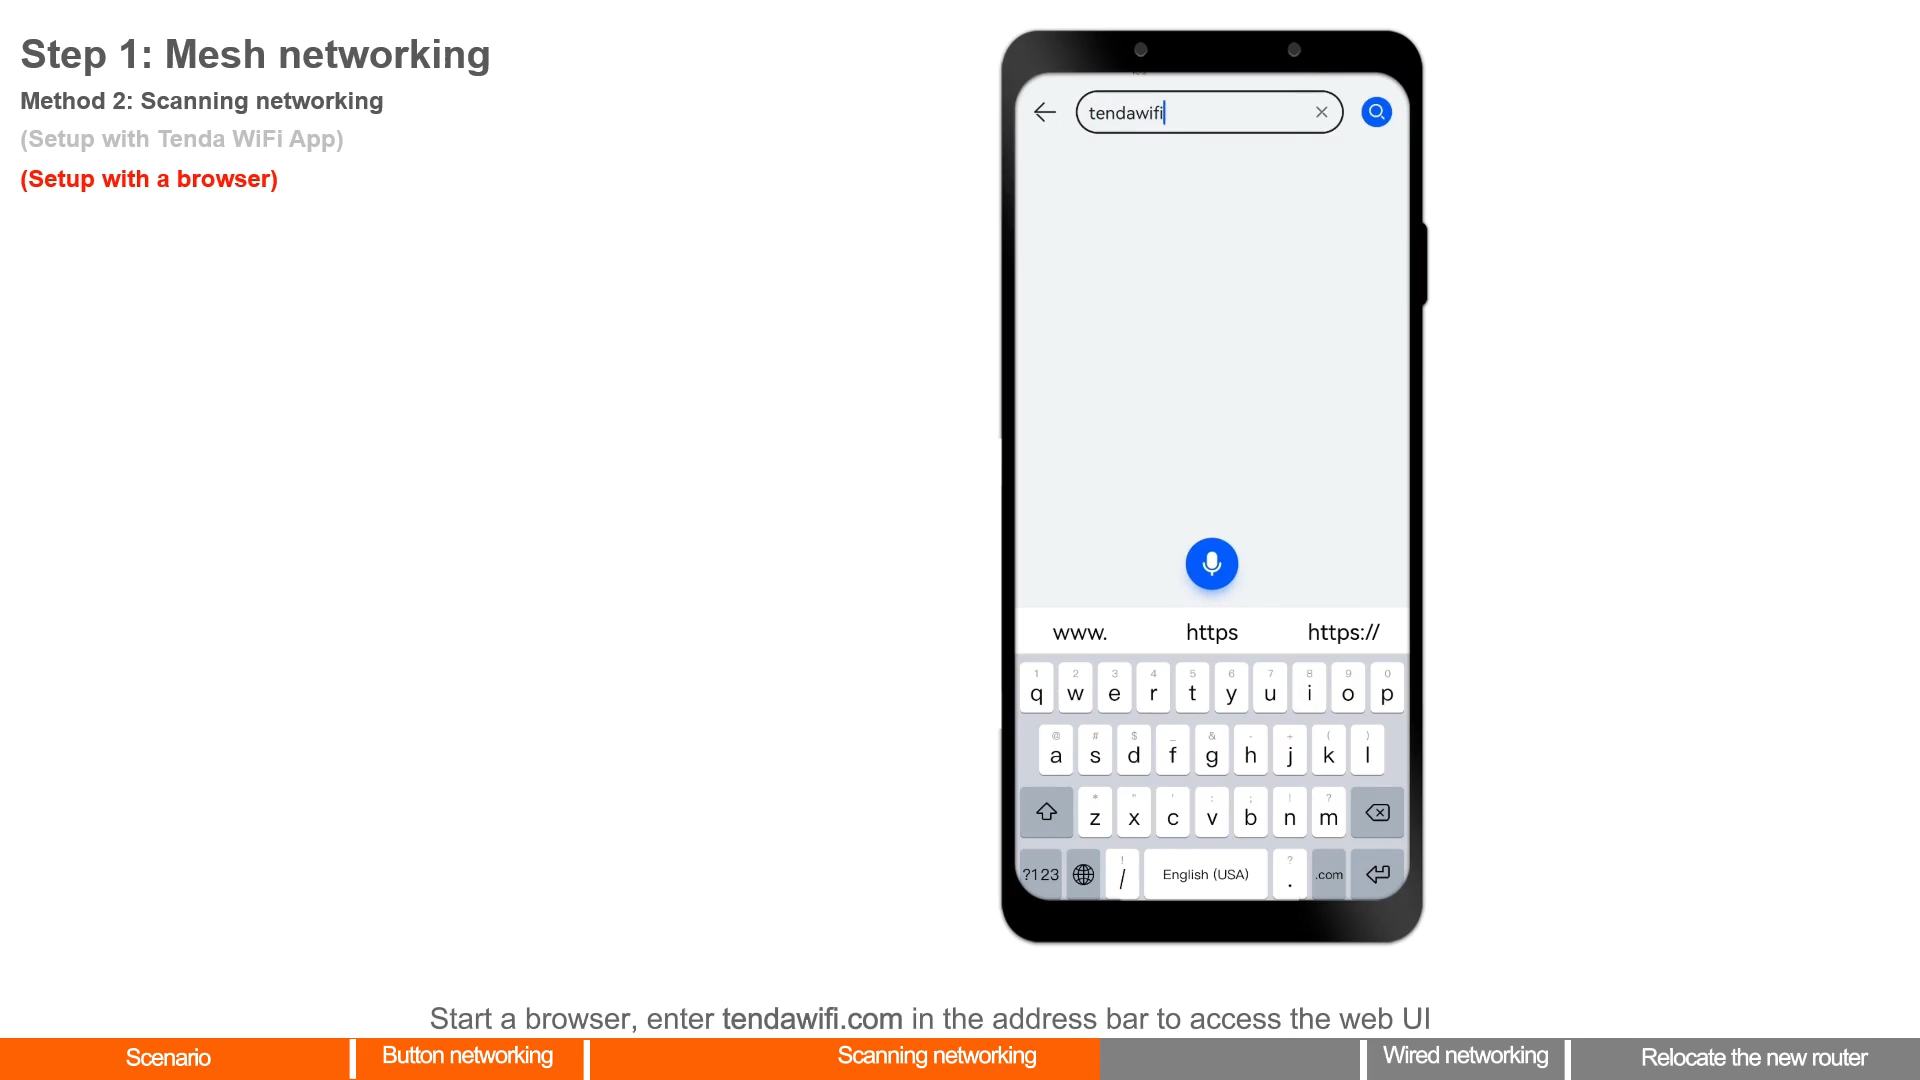 Step 1: Mesh networking
Method 2: Scanning networking
(Setup with Tenda WiFi App)
(Setup with a browser)
tendawifi
www. https https://
1 2 3 4 5 6 7 8 9 0
q w e r t y u i o p
@ # $ _ & - + ( )
a s d f g h j k l
* " ' : ; ! ?
z x c v b n m
! ?
?123 / English (USA) . .com
Start a browser, enter tendawifi.com in the address bar to access the web UI
Scenario Button networking Scanning networking Wired networking Relocate the new router